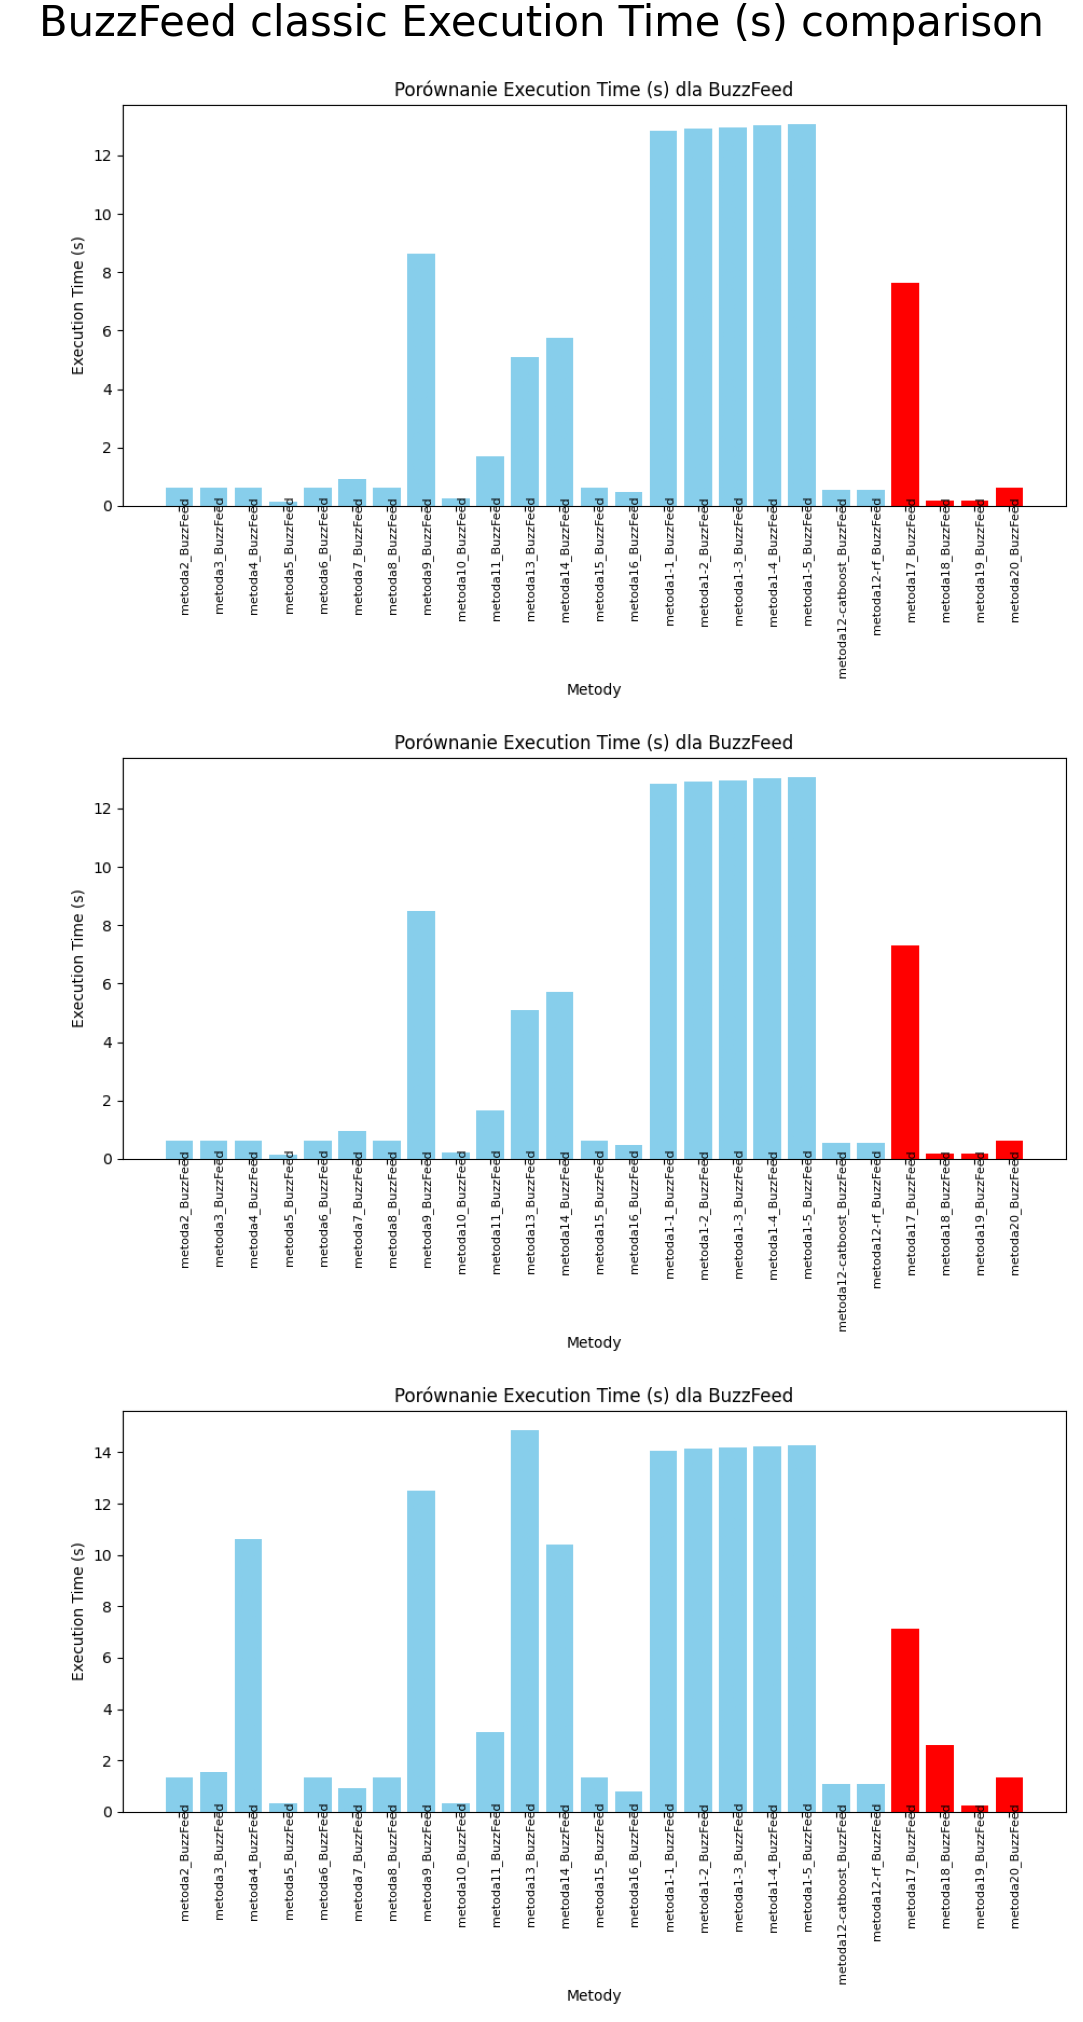 BuzzFeed classic Execution Time (s) comparison
Porównanie Execution Time (s) dla BuzzFeed
Execution Time (s)
12
10
8
6
4
2
0
metoda2_BuzzFeed
metoda3_BuzzFeed
metoda4_BuzzFeed
metoda5_BuzzFeed
metoda6_BuzzFeed
metoda7_BuzzFeed
metoda8_BuzzFeed
metoda9_BuzzFeed
metoda10_BuzzFeed
metoda11_BuzzFeed
metoda13_BuzzFeed
metoda14_BuzzFeed
metoda15_BuzzFeed
metoda16_BuzzFeed
metoda1-1_BuzzFeed
metoda1-2_BuzzFeed
metoda1-3_BuzzFeed
metoda1-4_BuzzFeed
metoda1-5_BuzzFeed
metoda12-catboost_BuzzFeed
metoda12-rf_BuzzFeed
metoda17_BuzzFeed
metoda18_BuzzFeed
metoda19_BuzzFeed
metoda20_BuzzFeed
Metody
Porównanie Execution Time (s) dla BuzzFeed
Execution Time (s)
12
10
8
6
4
2
0
metoda2_BuzzFeed
metoda3_BuzzFeed
metoda4_BuzzFeed
metoda5_BuzzFeed
metoda6_BuzzFeed
metoda7_BuzzFeed
metoda8_BuzzFeed
metoda9_BuzzFeed
metoda10_BuzzFeed
metoda11_BuzzFeed
metoda13_BuzzFeed
metoda14_BuzzFeed
metoda15_BuzzFeed
metoda16_BuzzFeed
metoda1-1_BuzzFeed
metoda1-2_BuzzFeed
metoda1-3_BuzzFeed
metoda1-4_BuzzFeed
metoda1-5_BuzzFeed
metoda12-catboost_BuzzFeed
metoda12-rf_BuzzFeed
metoda17_BuzzFeed
metoda18_BuzzFeed
metoda19_BuzzFeed
metoda20_BuzzFeed
Metody
Porównanie Execution Time (s) dla BuzzFeed
Execution Time (s)
14
12
10
8
6
4
2
0
metoda2_BuzzFeed
metoda3_BuzzFeed
metoda4_BuzzFeed
metoda5_BuzzFeed
metoda6_BuzzFeed
metoda7_BuzzFeed
metoda8_BuzzFeed
metoda9_BuzzFeed
metoda10_BuzzFeed
metoda11_BuzzFeed
metoda13_BuzzFeed
metoda14_BuzzFeed
metoda15_BuzzFeed
metoda16_BuzzFeed
metoda1-1_BuzzFeed
metoda1-2_BuzzFeed
metoda1-3_BuzzFeed
metoda1-4_BuzzFeed
metoda1-5_BuzzFeed
metoda12-catboost_BuzzFeed
metoda12-rf_BuzzFeed
metoda17_BuzzFeed
metoda18_BuzzFeed
metoda19_BuzzFeed
metoda20_BuzzFeed
Metody